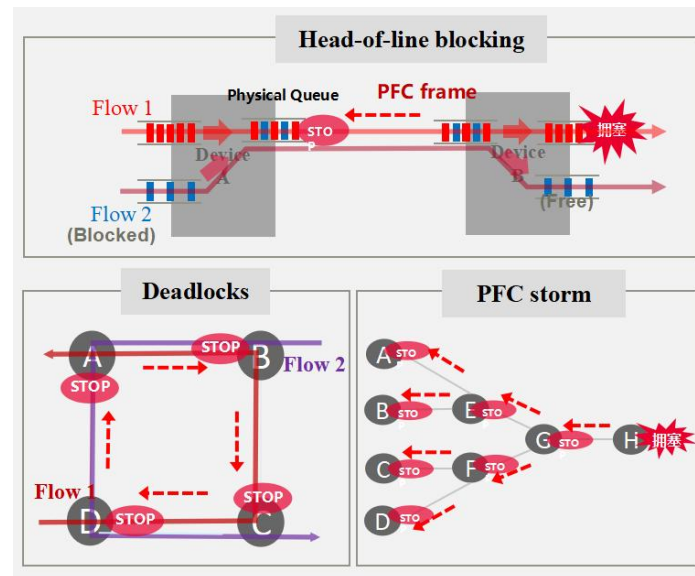 Head-of-line blocking
Physical Queue
PFC frame
Flow 1
STO
P
拥塞
Device
A
Device
B
Flow 2
(Blocked)
(Free)
Deadlocks
A
STOP
B
Flow 2
STOP
Flow 1
D
STOP
STOP
C
PFC storm
A
STO
B
STO
E
STO
G
STO
H
拥塞
C
STO
F
STO
D
STO